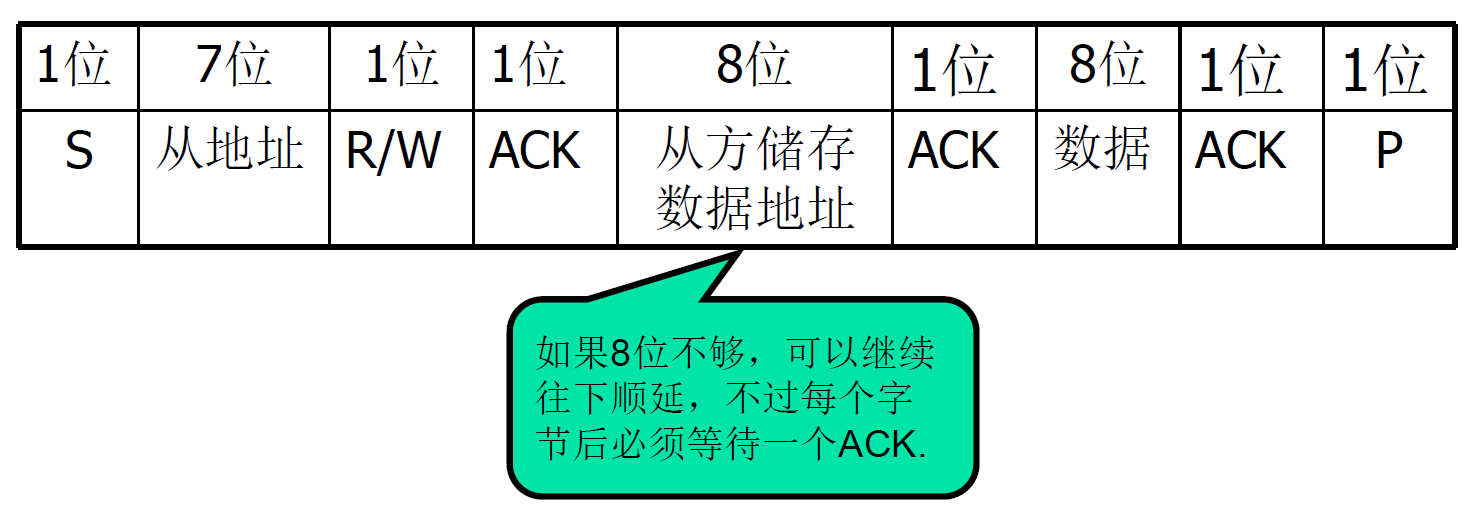 1位 7位 1位 1位 8位 1位 8位 1位 1位
S 从地址 R/W ACK 从方储存 ACK 数据 ACK P
数据地址
如果8位不够，可以继续
往下顺延，不过每个字
节后必须等待一个ACK.